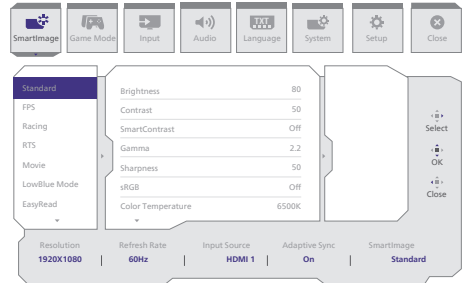 SmartImage Game Mode Input Audio Language System Setup Close
TXT
Standard
FPS
Racing
RTS
Movie
LowBlue Mode
EasyRead
Brightness 80
Contrast 50
SmartContrast Off
Gamma 2.2
Sharpness 50
sRGB Off
Color Temperature 6500K
Select
OK
Close
Resolution Refresh Rate Input Source Adaptive Sync SmartImage
1920X1080 | 60Hz | HDMI 1 | On | Standard